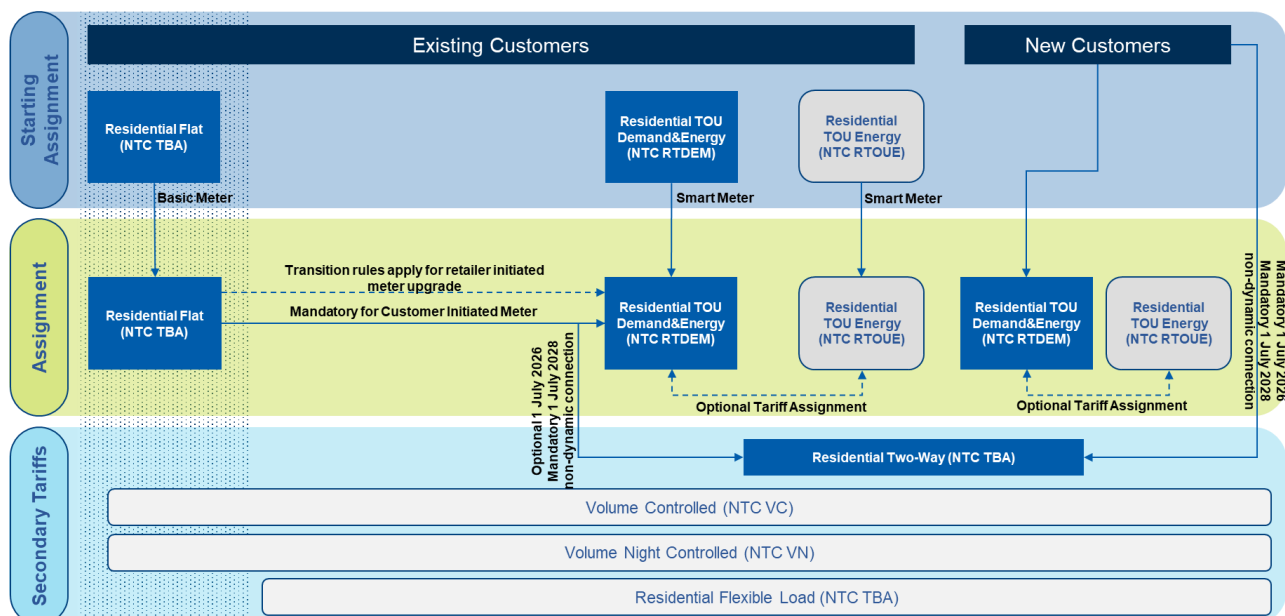 Starting
Assignment
Existing Customers
New Customers
Residential Flat
(NTC TBA)
Residential TOU
Demand&Energy
(NTC RTDEM)
Residential
TOU Energy
(NTC RTOUE)
Basic Meter
Smart Meter
Smart Meter
Assignment
Transition rules apply for retailer initiated
meter upgrade
Mandatory for Customer Initiated Meter
Residential Flat
(NTC TBA)
Residential TOU
Demand&Energy
(NTC RTDEM)
Residential
TOU Energy
(NTC RTOUE)
Residential TOU
Demand&Energy
(NTC RTDEM)
Residential
TOU Energy
(NTC RTOUE)
Optional Tariff Assignment
Optional Tariff Assignment
Optional 1 July 2026
Mandatory 1 July 2028
non-dynamic connection
Mandatory 1 July 2026
Mandatory 1 July 2028
non-dynamic connection
Secondary Tariffs
Residential Two-Way (NTC TBA)
Volume Controlled (NTC VC)
Volume Night Controlled (NTC VN)
Residential Flexible Load (NTC TBA)